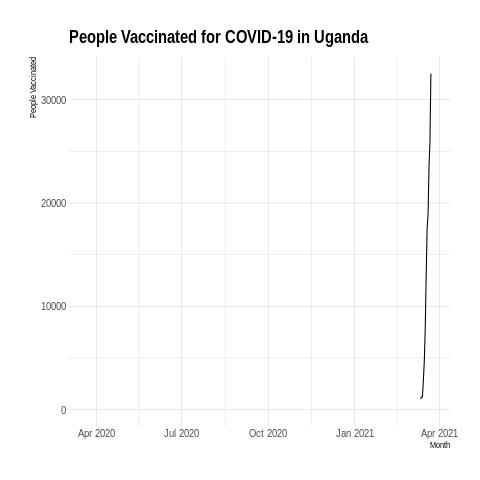 People Vaccinated for COVID-19 in Uganda
People Vaccinated
30000
20000
10000
0
Apr 2020 Jul 2020 Oct 2020 Jan 2021 Apr 2021
Month